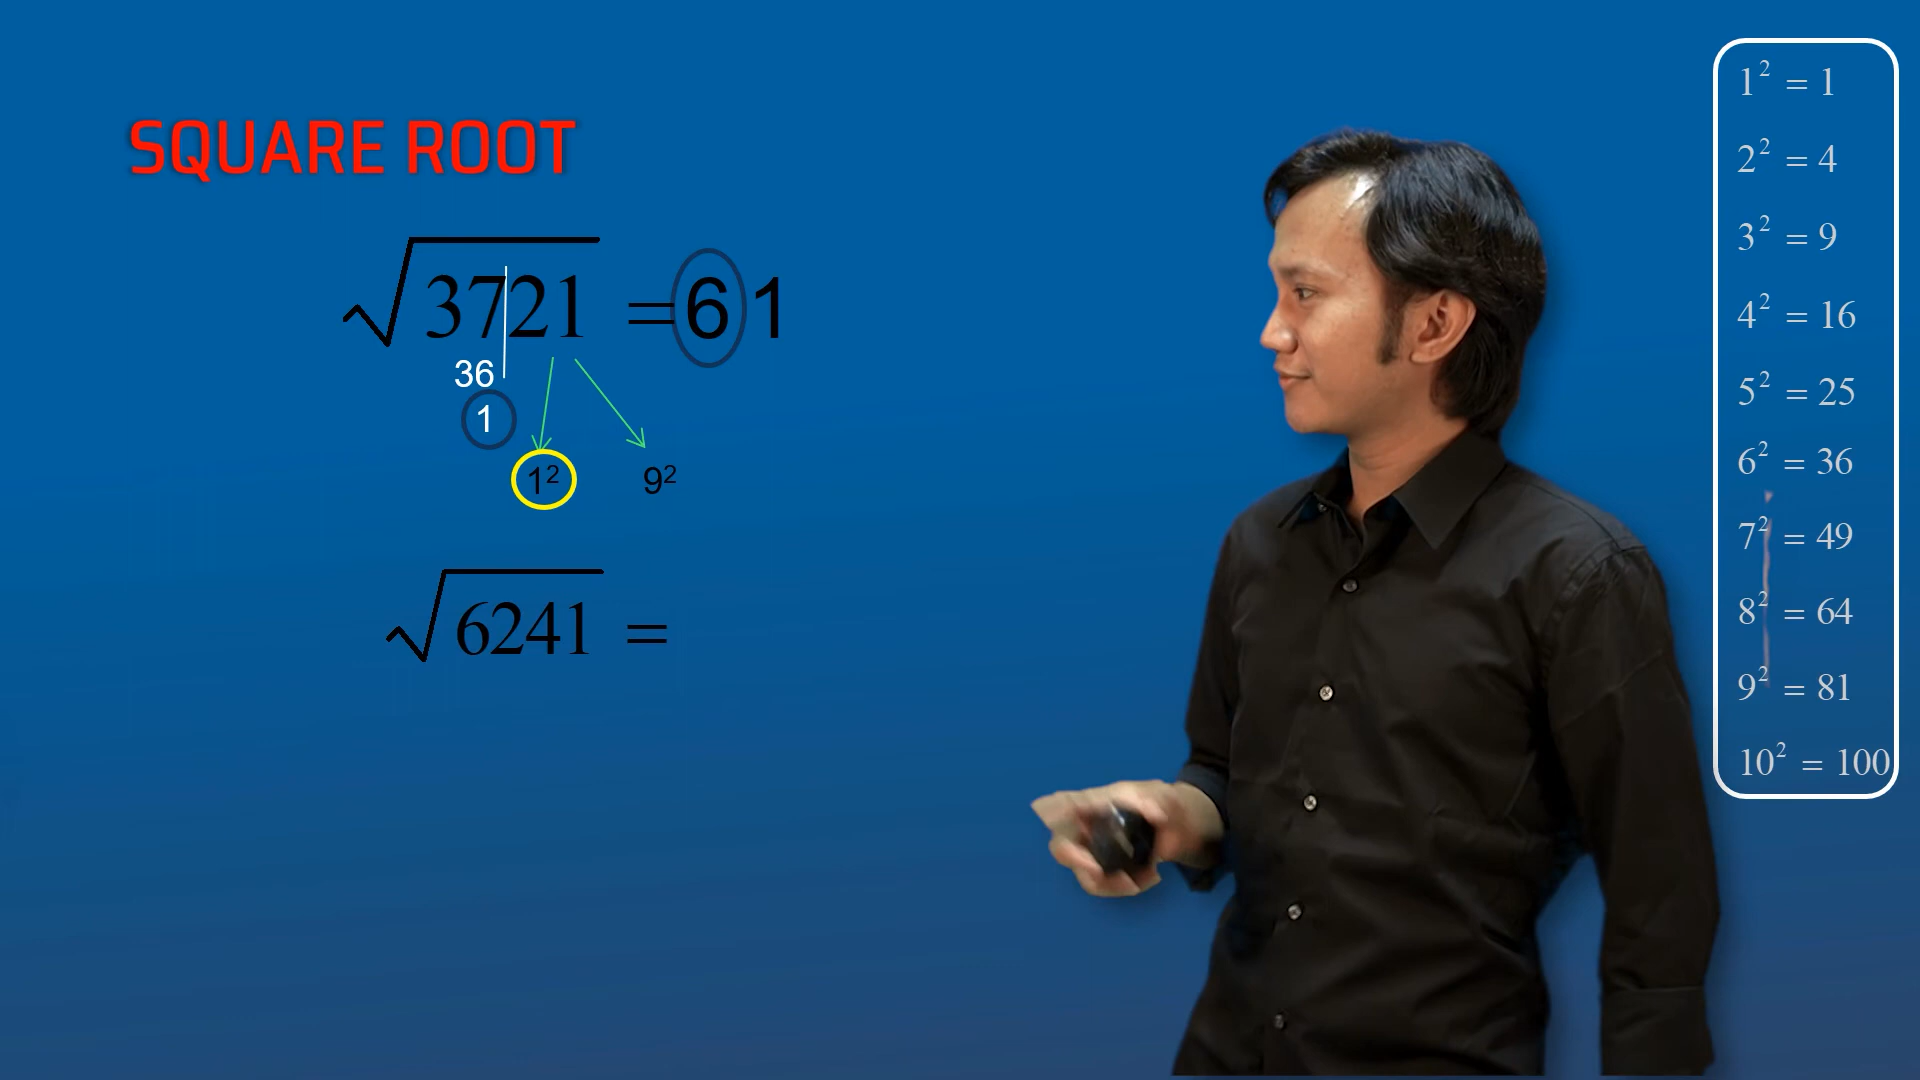 SQUARE ROOT
√3721 = 61
36
1
1² 9²
√6241 =
1² = 1
2² = 4
3² = 9
4² = 16
5² = 25
6² = 36
7² = 49
8² = 64
9² = 81
10² = 100